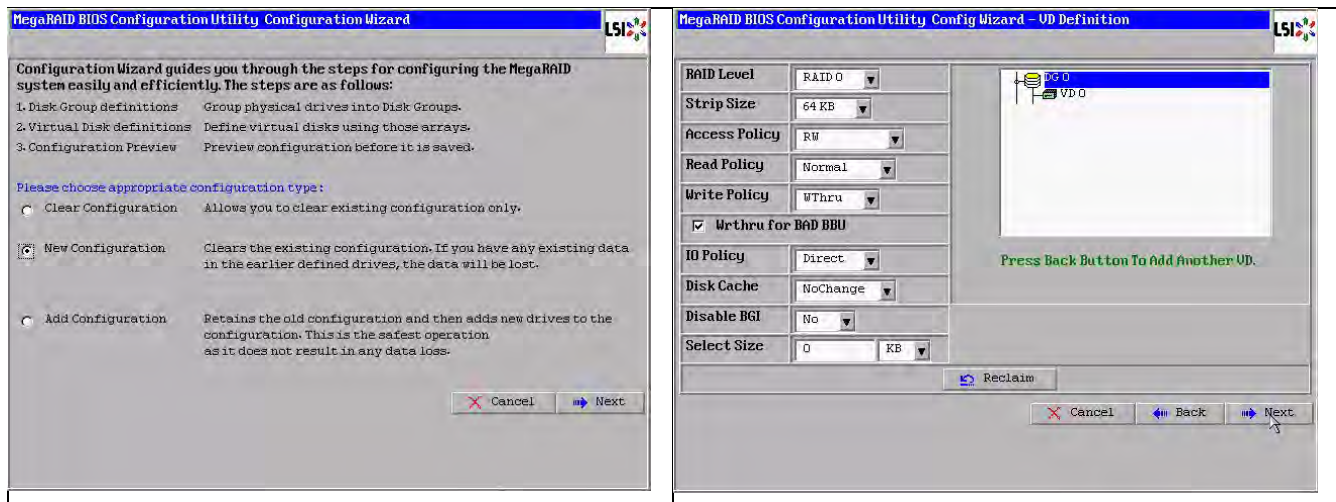 MegaRAID BIOS Configuration Utility Configuration Wizard
LSI
Configuration Wizard guides you through the steps for configuring the MegaRAID
system easily and efficiently. The steps are as follows:
1. Disk Group definitions Group physical drives into Disk Groups.
2. Virtual Disk definitions Define virtual disks using those arrays.
3. Configuration Preview Preview configuration before it is saved.
Please choose appropriate configuration type:
Clear Configuration Allows you to clear existing configuration only.
New Configuration Clears the existing configuration. If you have any existing data
in the earlier defined drives, the data will be lost.
Add Configuration Retains the old configuration and then adds new drives to the
configuration. This is the safest operation
as it does not result in any data loss.
Cancel Next
MegaRAID BIOS Configuration Utility Config Wizard - VD Definition
LSI
RAID Level RAID 0
Strip Size 64 KB
Access Policy RW
Read Policy Normal
Write Policy WThru
Wrthru for BAD BBU
IO Policy Direct
Disk Cache NoChange
Disable BGI No
Select Size 0 KB
DG 0
VD 0
Press Back Button To Add Another VD.
Reclaim
Cancel Back Next